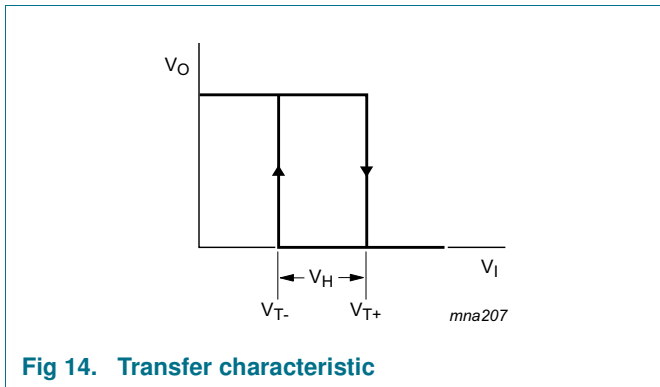 VO
VH
VI
VT-
VT+
mna207
Fig 14. Transfer characteristic